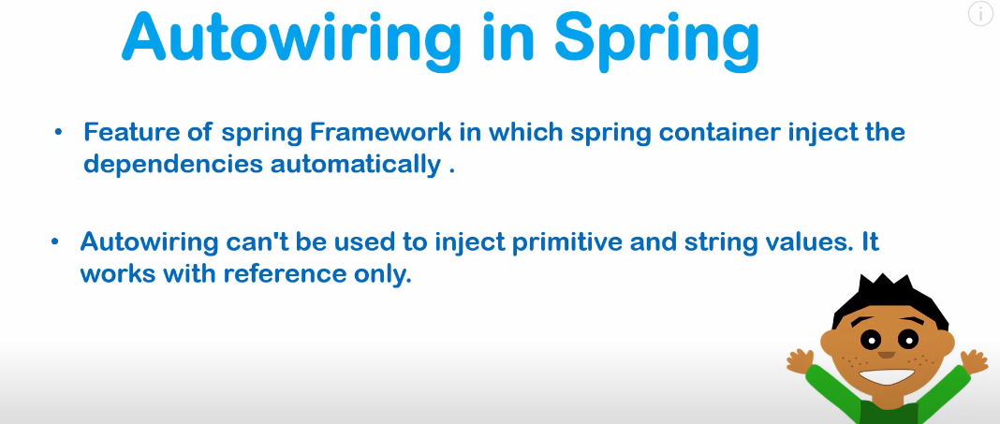 Autowiring in Spring
• Feature of spring Framework in which spring container inject the
dependencies automatically .
• Autowiring can't be used to inject primitive and string values. It
works with reference only.